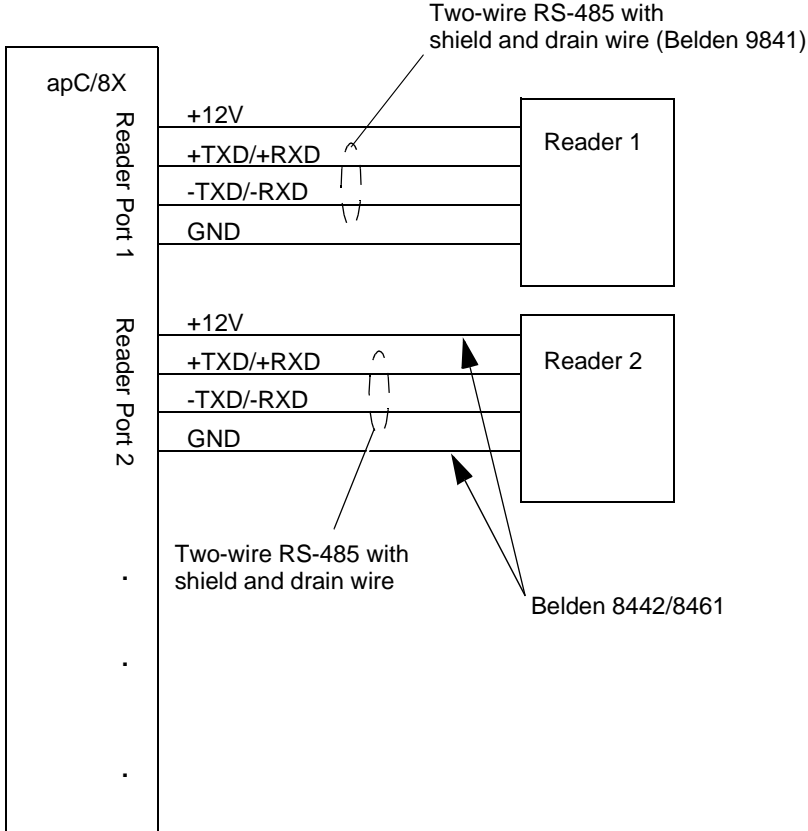 Two-wire RS-485 with
shield and drain wire (Belden 9841)
apC/8X
Reader Port 1
+12V
+TXD/+RXD
-TXD/-RXD
GND
Reader 1
Reader Port 2
+12V
+TXD/+RXD
-TXD/-RXD
GND
Reader 2
Two-wire RS-485 with
shield and drain wire
Belden 8442/8461
.
.
.